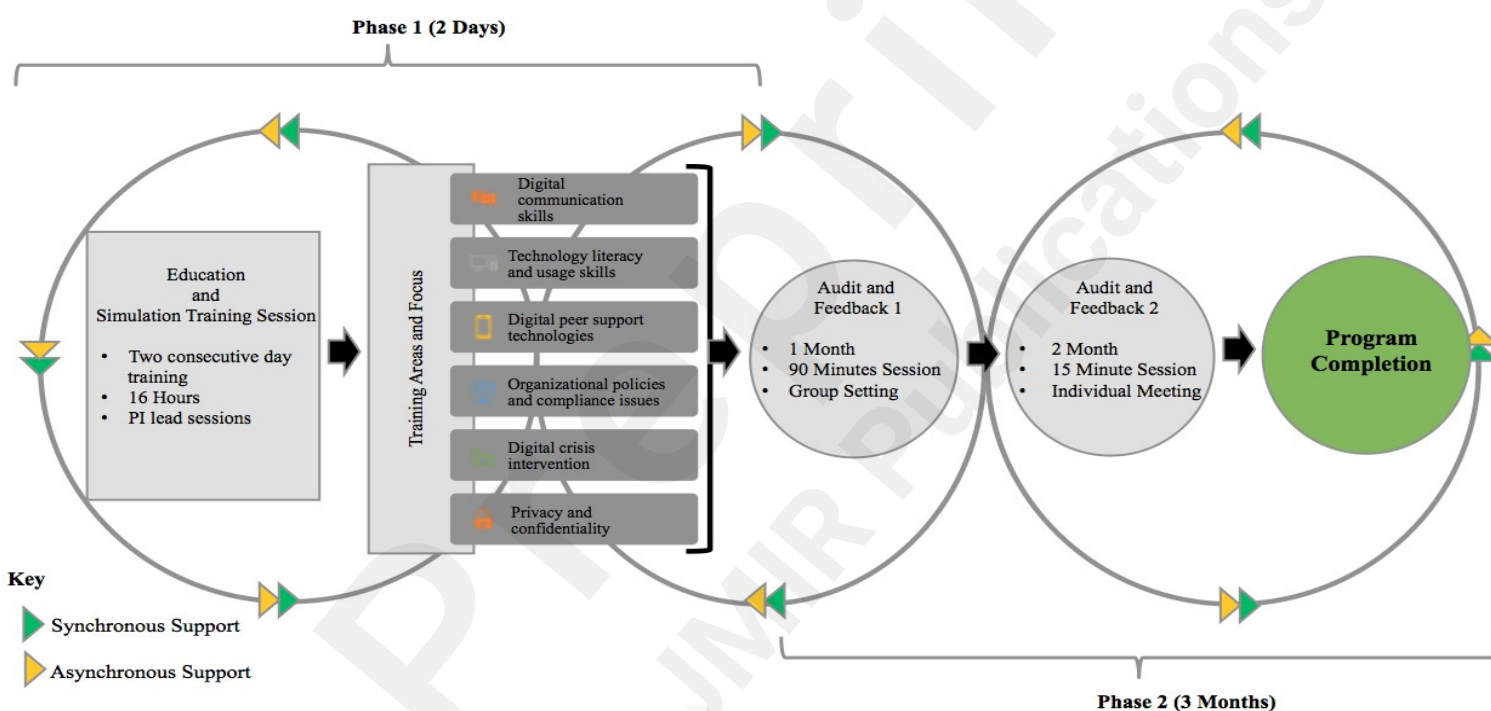 Phase 1 (2 Days)
Education
and
Simulation Training Session
• Two consecutive day
training
• 16 Hours
• PI lead sessions
Training Areas and Focus
Digital
communication
skills
Technology literacy
and usage skills
Digital peer support
technologies
Organizational policies
and compliance issues
Digital crisis
intervention
Privacy and
confidentiality
Audit and
Feedback 1
• 1 Month
• 90 Minutes Session
• Group Setting
Audit and
Feedback 2
• 2 Month
• 15 Minute Session
• Individual Meeting
Program
Completion
Key
Synchronous Support
Asynchronous Support
Phase 2 (3 Months)
Preprin
JMIR Publications